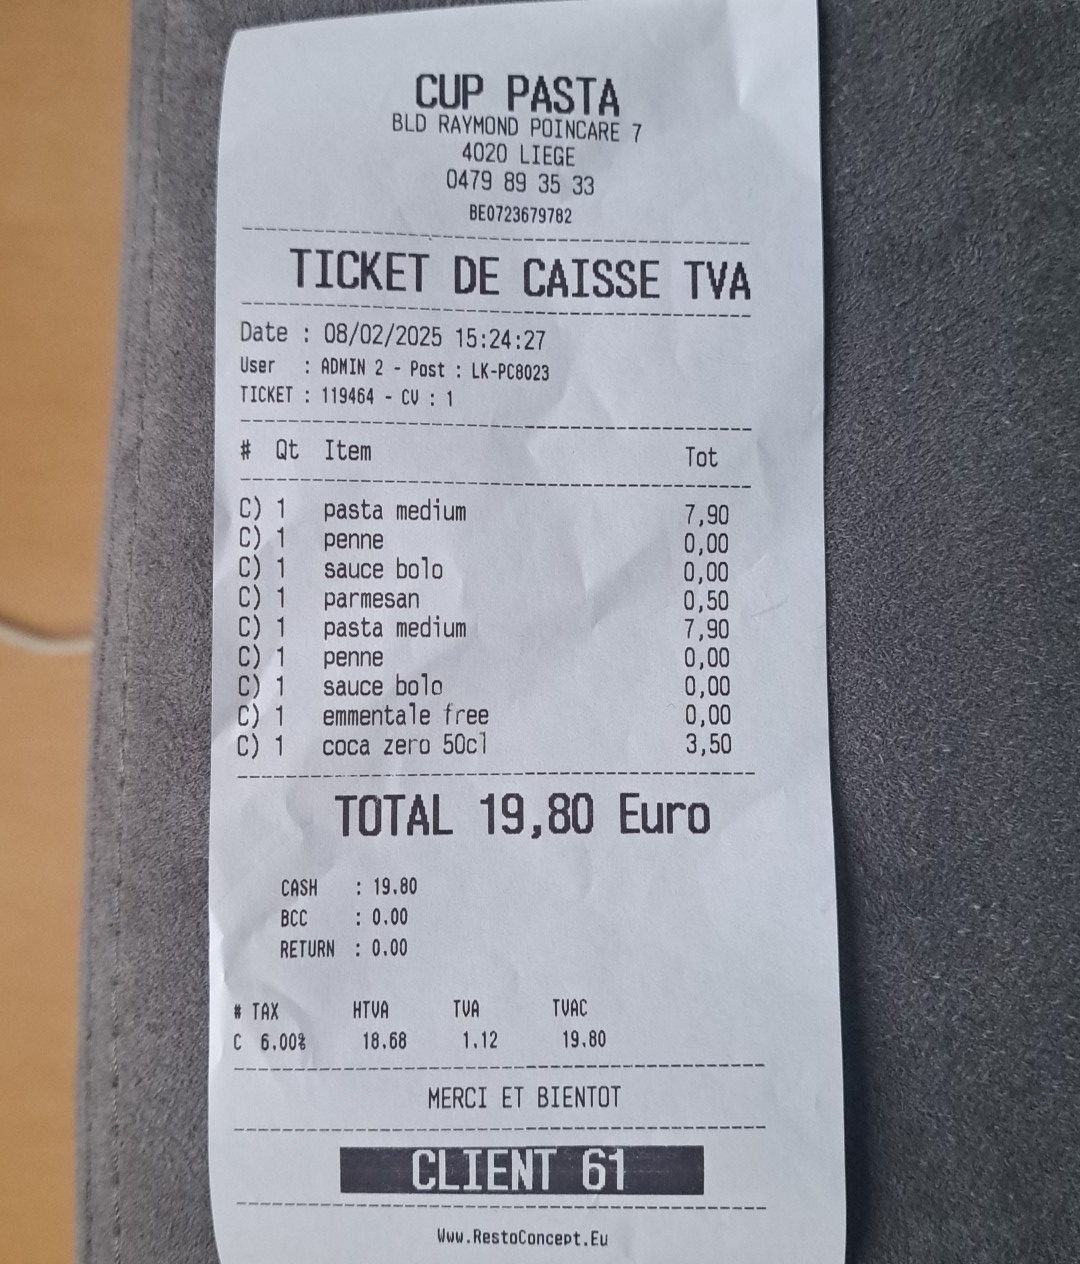 CUP PASTA
BLD RAYMOND POINCARE 7
4020 LIEGE
0479 89 35 33
BE0723679782
TICKET DE CAISSE TVA
Date : 08/02/2025 15:24:27
User : ADMIN 2 - Post : LK-PC8023
TICKET : 119464 - CV : 1
# Qt Item Tot
C) 1 pasta medium 7,90
C) 1 penne 0,00
C) 1 sauce bolo 0,00
C) 1 parmesan 0,50
C) 1 pasta medium 7,90
C) 1 penne 0,00
C) 1 sauce bolo 0,00
C) 1 emmentale free 0,00
C) 1 coca zero 50cl 3,50
TOTAL 19,80 Euro
CASH : 19.80
BCC : 0.00
RETURN : 0.00
# TAX HTVA TVA TVAC
C 6.00% 18.68 1.12 19.80
MERCI ET BIENTOT
CLIENT 61
Www.RestoConcept.Eu